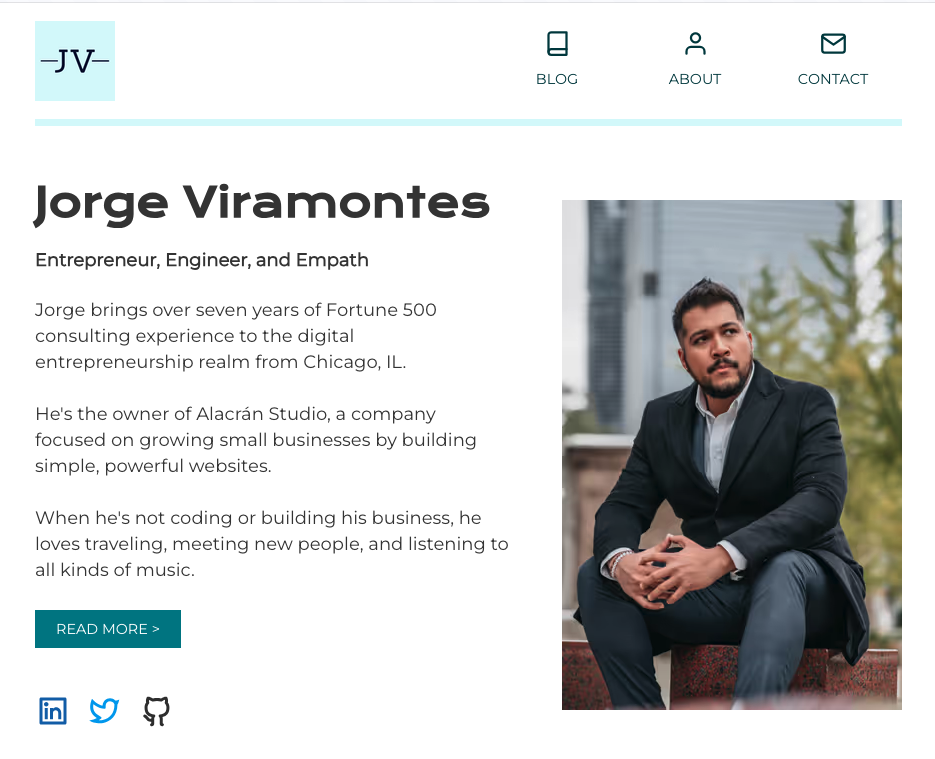 JV
BLOG
ABOUT
CONTACT
Jorge Viramontes
Entrepreneur, Engineer, and Empath
Jorge brings over seven years of Fortune 500
consulting experience to the digital
entrepreneurship realm from Chicago, IL.
He's the owner of Alacrán Studio, a company
focused on growing small businesses by building
simple, powerful websites.
When he's not coding or building his business, he
loves traveling, meeting new people, and listening to
all kinds of music.
READ MORE >
in